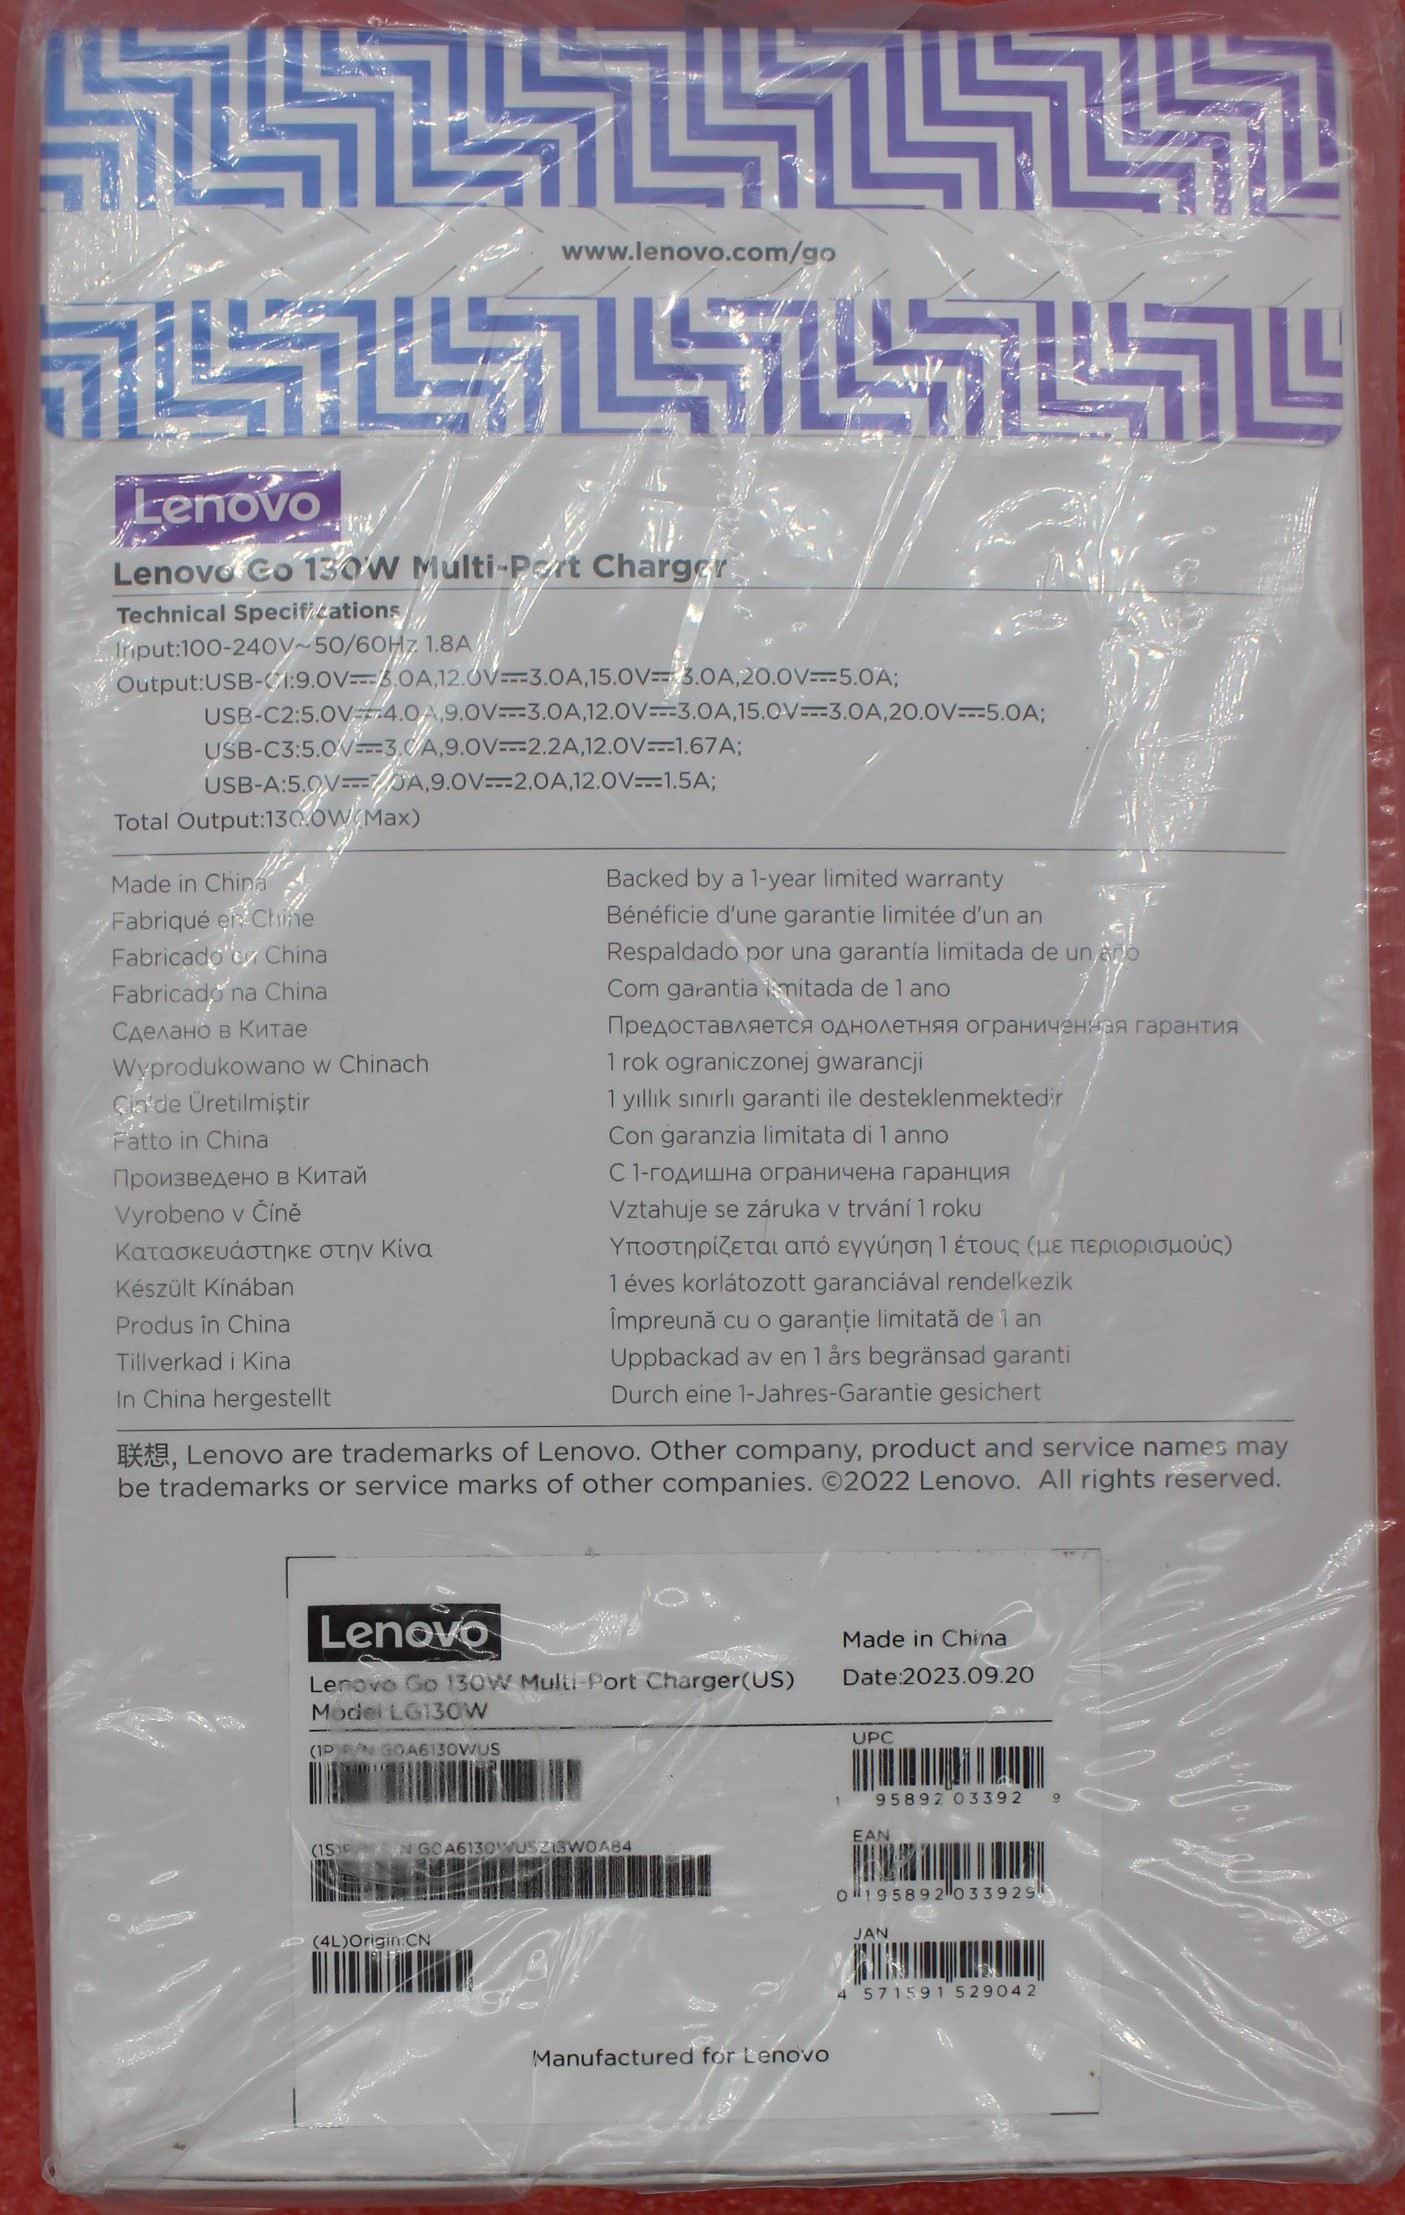 www.lenovo.com/go
Lenovo
Lenovo Go 130W Multi-Port Charger
Technical Specifications
Input:100-240V~50/60Hz 1.8A
Output:USB-C1:9.0V⎓3.0A,12.0V⎓3.0A,15.0V⎓3.0A,20.0V⎓5.0A;
USB-C2:5.0V⎓4.0A,9.0V⎓3.0A,12.0V⎓3.0A,15.0V⎓3.0A,20.0V⎓5.0A;
USB-C3:5.0V⎓3.0A,9.0V⎓2.2A,12.0V⎓1.67A;
USB-A:5.0V⎓ 9.0V⎓2.0A,12.0V⎓1.5A;
Total Output:130.0W(Max)
Made in China
Fabriqué en Chine
Fabricado en China
Fabricado na China
Сделано в Китае
Wyprodukowano w Chinach
Çin'de Üretilmiştir
Fatto in China
Произведено в Китай
Vyrobeno v Číně
Κατασκευάστηκε στην Κίνα
Készült Kínában
Produs în China
Tillverkad i Kina
In China hergestellt
Backed by a 1-year limited warranty
Bénéficie d'une garantie limitée d'un an
Respaldado por una garantía limitada de un año
Com garantia limitada de 1 ano
Предоставляется однолетняя ограниченная гарантия
1 rok ograniczonej gwarancji
1 yıllık sınırlı garanti ile desteklenmektedir
Con garanzia limitata di 1 anno
С 1-годишна ограничена гаранция
Vztahuje se záruka v trvání 1 roku
Υποστηρίζεται από εγγύηση 1 έτους (με περιορισμούς)
1 éves korlátozott garanciával rendelkezik
Împreună cu o garanție limitată de 1 an
Uppbackad av en 1 års begränsad garanti
Durch eine 1-Jahres-Garantie gesichert
联想, Lenovo are trademarks of Lenovo. Other company, product and service names may
be trademarks or service marks of other companies. ©2022 Lenovo. All rights reserved.
Lenovo
Lenovo Go 130W Multi-Port Charger(US)
Model LG130W
Made in China
Date:2023.09.20
(1P)P/N G0A6130WUS
UPC
1 95892 03392 9
EAN
0 195892 033929
(4L)Origin:CN
JAN
4 571591 529042
Manufactured for Lenovo